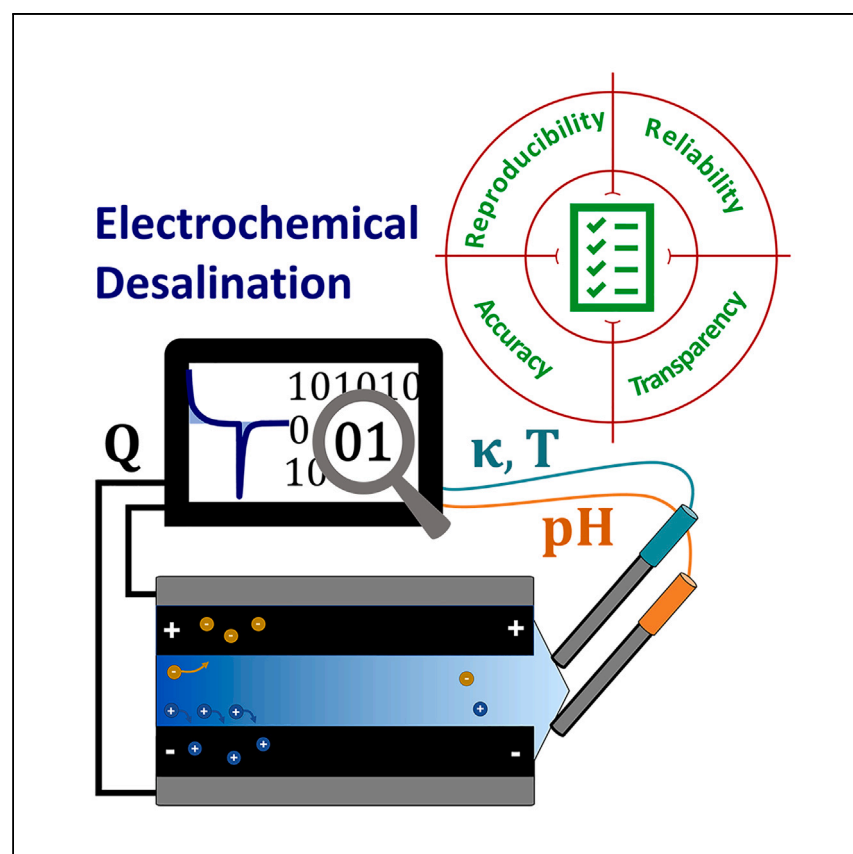 Electrochemical
Desalination
Reproducibility
Reliability
Accuracy
Transparency
101010
0
01
10
Q
κ, T
pH
+ - - - +
- -
+ + + +
- + + + -